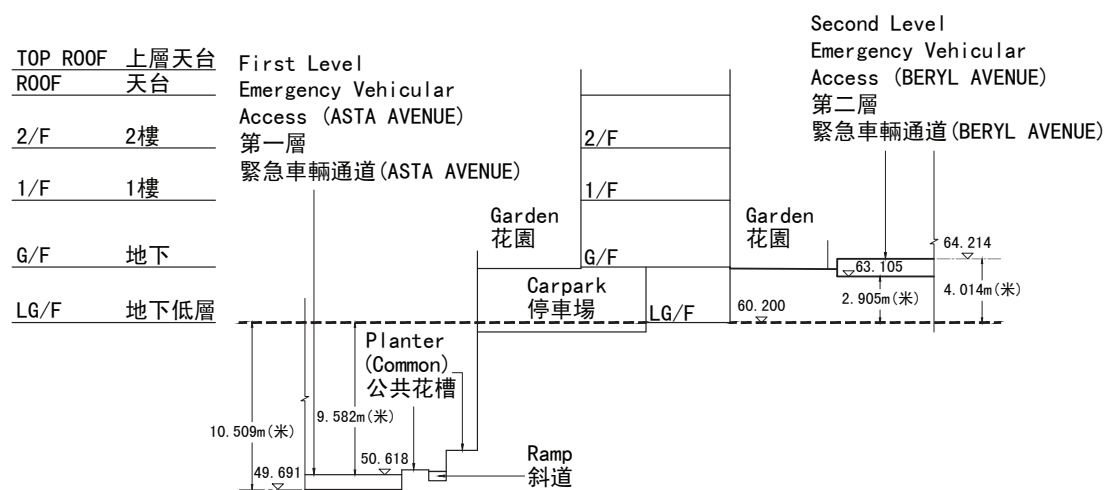 TOP ROOF 上層天台
ROOF 天台
2/F 2樓
1/F 1樓
G/F 地下
LG/F 地下低層
First Level
Emergency Vehicular
Access (ASTA AVENUE)
第一層
緊急車輛通道(ASTA AVENUE)
Second Level
Emergency Vehicular
Access (BERYL AVENUE)
第二層
緊急車輛通道(BERYL AVENUE)
2/F
1/F
G/F
LG/F
Garden
花園
Garden
花園
Carpark
停車場
64.214
63.105
2.905m(米)
4.014m(米)
60.200
Planter
(Common)
公共花槽
9.582m(米)
10.509m(米)
50.618
49.691
Ramp
斜道